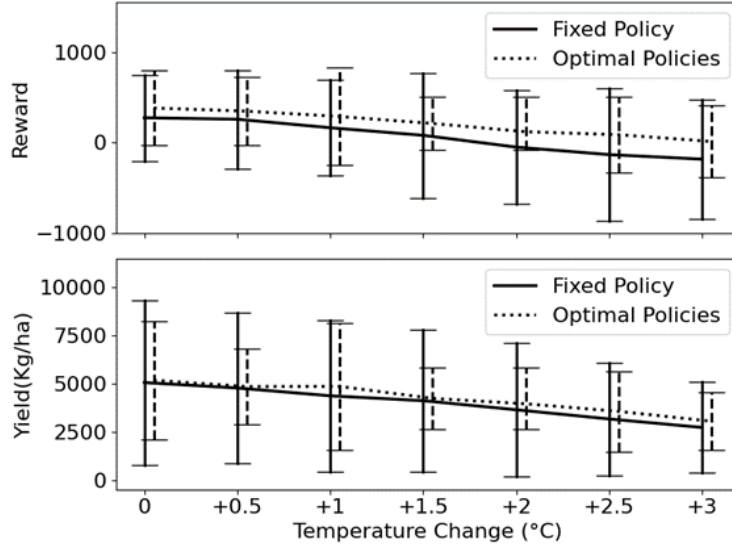 1000
0
−1000
Reward
Fixed Policy
Optimal Policies
10000
7500
5000
2500
0
Yield(Kg/ha)
Fixed Policy
Optimal Policies
0 +0.5 +1 +1.5 +2 +2.5 +3
Temperature Change (°C)